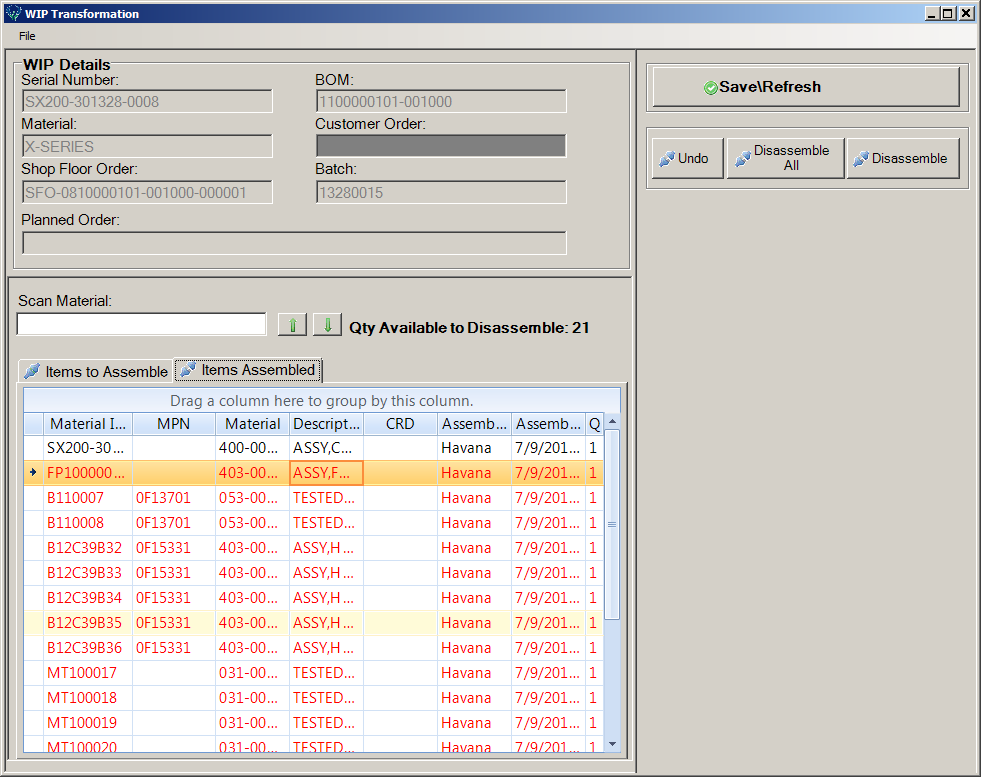 WIP Transformation
File
WIP Details
Serial Number: BOM:
SX200-301328-0008 1100000101-001000
Material: Customer Order:
X-SERIES
Shop Floor Order: Batch:
SFO-0810000101-001000-000001 13280015
Planned Order:
Save\Refresh
Undo Disassemble All Disassemble
Scan Material:
Qty Available to Disassemble: 21
Items to Assemble Items Assembled
Drag a column here to group by this column.
Material I... MPN Material Descript... CRD Assemb... Assemb... Q
SX200-30... 400-00... ASSY,C... Havana 7/9/201... 1
FP100000... 403-00... ASSY,F... Havana 7/9/201... 1
B110007 0F13701 053-00... TESTED... Havana 7/9/201... 1
B110008 0F13701 053-00... TESTED... Havana 7/9/201... 1
B12C39B32 0F15331 403-00... ASSY,H... Havana 7/9/201... 1
B12C39B33 0F15331 403-00... ASSY,H... Havana 7/9/201... 1
B12C39B34 0F15331 403-00... ASSY,H... Havana 7/9/201... 1
B12C39B35 0F15331 403-00... ASSY,H... Havana 7/9/201... 1
B12C39B36 0F15331 403-00... ASSY,H... Havana 7/9/201... 1
MT100017 031-00... TESTED... Havana 7/9/201... 1
MT100018 031-00... TESTED... Havana 7/9/201... 1
MT100019 031-00... TESTED... Havana 7/9/201... 1
MT100020 031-00... TESTED... Havana 7/9/201... 1